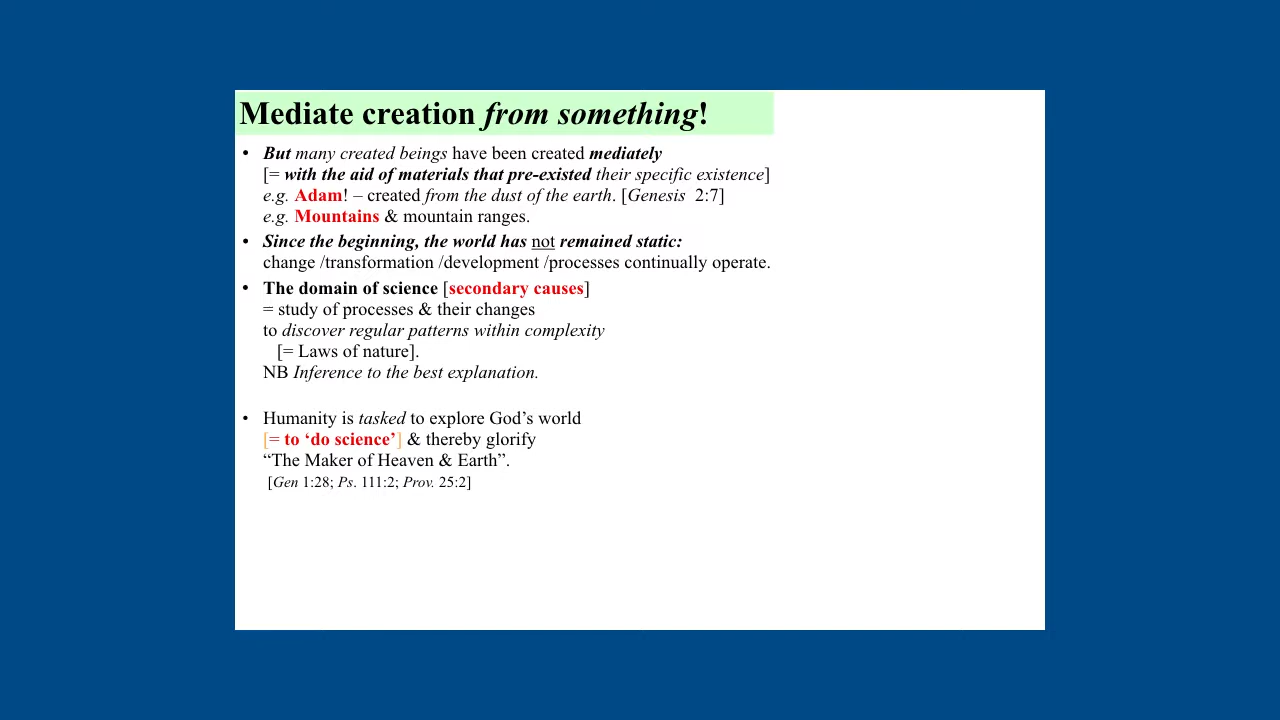 Mediate creation from something!
• But many created beings have been created mediately
[= with the aid of materials that pre-existed their specific existence]
e.g. Adam! – created from the dust of the earth. [Genesis 2:7]
e.g. Mountains & mountain ranges.
• Since the beginning, the world has not remained static:
change /transformation /development /processes continually operate.
• The domain of science [secondary causes]
= study of processes & their changes
to discover regular patterns within complexity
[= Laws of nature].
NB Inference to the best explanation.
• Humanity is tasked to explore God’s world
[= to ‘do science’] & thereby glorify
“The Maker of Heaven & Earth”.
[Gen 1:28; Ps. 111:2; Prov. 25:2]